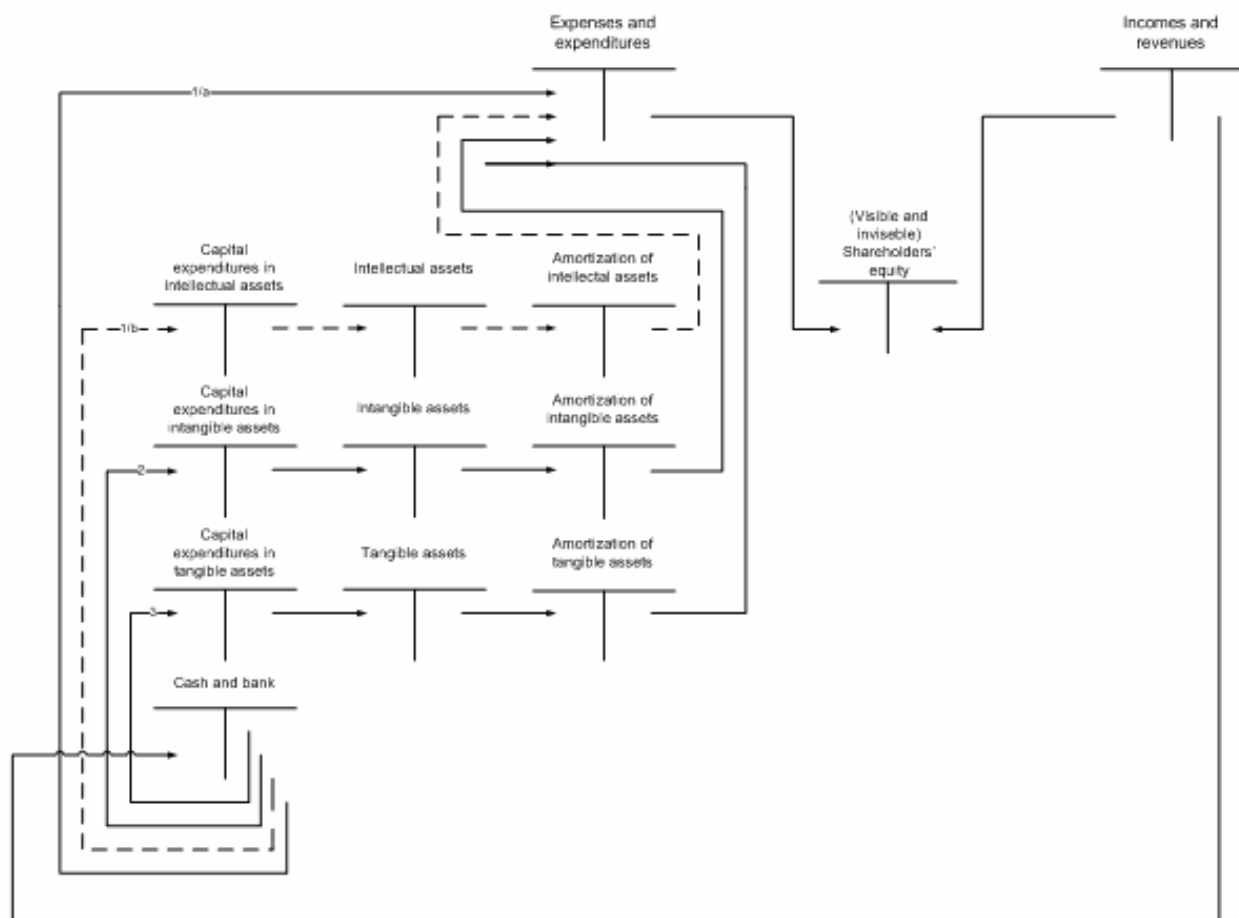 Expenses and
expenditures
Incomes and
revenues
1/a
(Visible and
inviseble)
Shareholders'
equity
Capital
expenditures in
intellectual assets
Intellectual assets
Amortization of
intellectal assets
1/b
Capital
expenditures in
intangible assets
Intangible assets
Amortization of
intangible assets
2
Capital
expenditures in
tangible assets
Tangible assets
Amortization of
tangible assets
3
Cash and bank